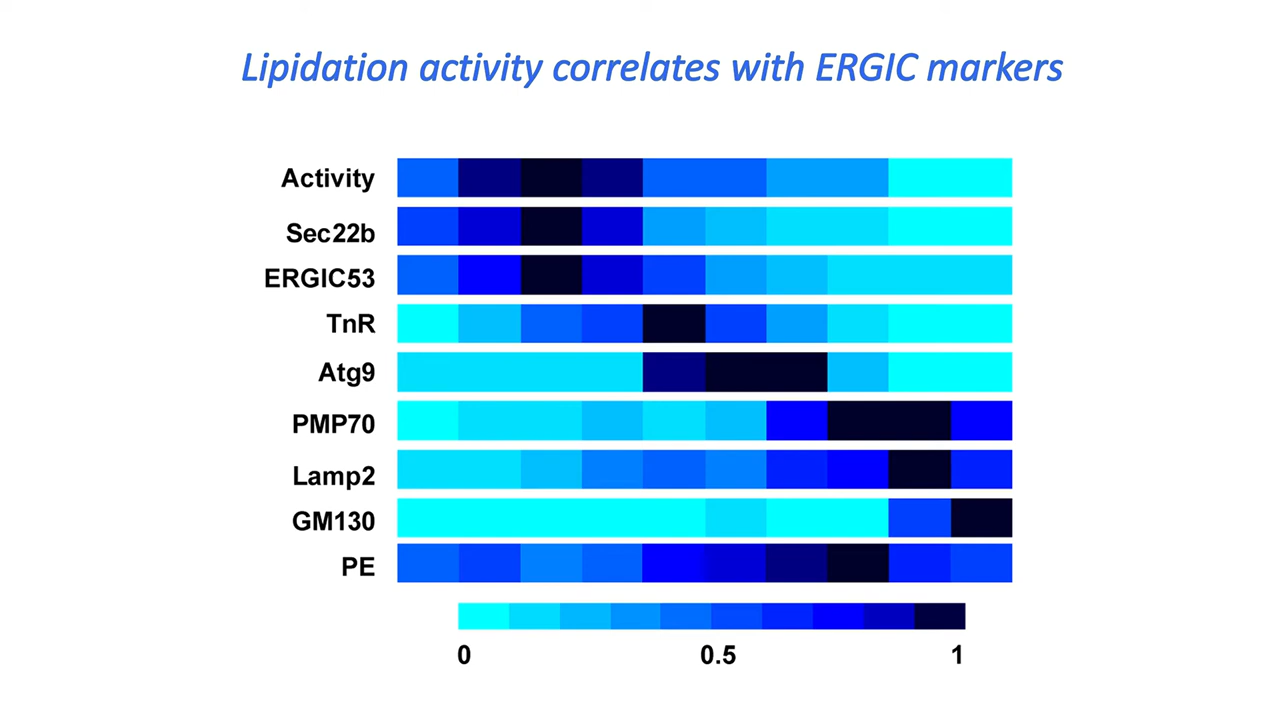 Lipidation activity correlates with ERGIC markers
Activity
Sec22b
ERGIC53
TnR
Atg9
PMP70
Lamp2
GM130
PE
0 0.5 1